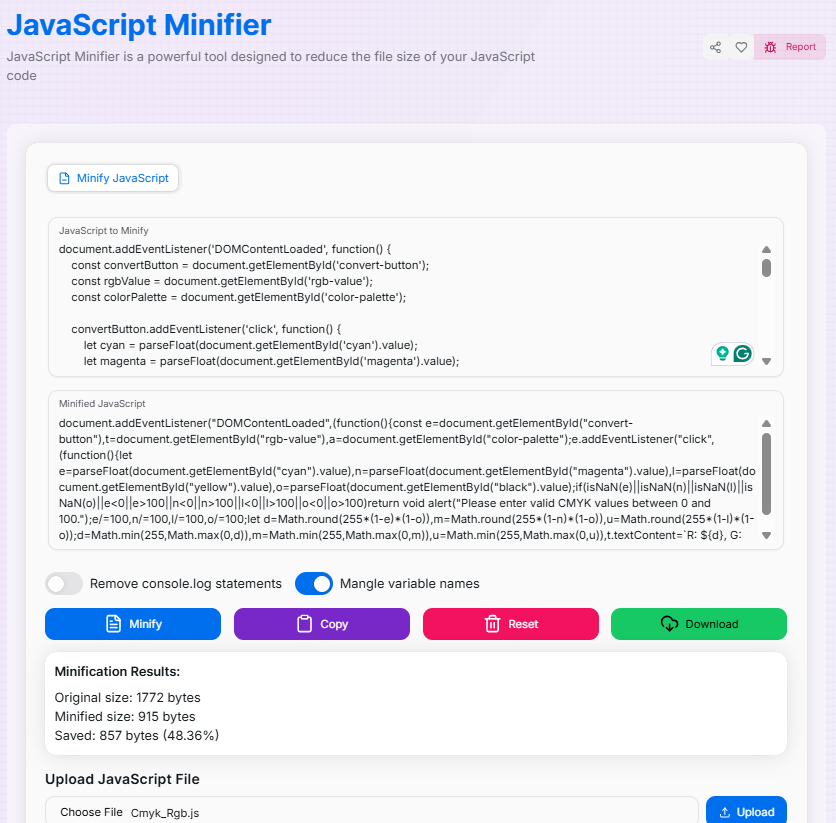 JavaScript Minifier
JavaScript Minifier is a powerful tool designed to reduce the file size of your JavaScript
code
Report
Minify JavaScript
JavaScript to Minify
document.addEventListener('DOMContentLoaded', function() {
    const convertButton = document.getElementById('convert-button');
    const rgbValue = document.getElementById('rgb-value');
    const colorPalette = document.getElementById('color-palette');
    convertButton.addEventListener('click', function() {
        let cyan = parseFloat(document.getElementById('cyan').value);
        let magenta = parseFloat(document.getElementById('magenta').value);
Minified JavaScript
document.addEventListener("DOMContentLoaded",(function(){const e=document.getElementById("convert-
button"),t=document.getElementById("rgb-value"),a=document.getElementById("color-palette");e.addEventListener("click",
(function(){let
e=parseFloat(document.getElementById("cyan").value),n=parseFloat(document.getElementById("magenta").value),l=parseFloat(do
cument.getElementById("yellow").value),o=parseFloat(document.getElementById("black").value);if(isNaN(e)||isNaN(n)||isNaN(l)||is
NaN(o)||e<0||e>100||n<0||n>100||l<0||l>100||o<0||o>100)return void alert("Please enter valid CMYK values between 0 and
100.");e/=100,n/=100,l/=100,o/=100;let d=Math.round(255*(1-e)*(1-o)),m=Math.round(255*(1-n)*(1-o)),u=Math.round(255*(1-l)*(1-
o));d=Math.min(255,Math.max(0,d)),m=Math.min(255,Math.max(0,m)),u=Math.min(255,Math.max(0,u)),t.textContent=`R: ${d}, G:
Remove console.log statements
Mangle variable names
Minify
Copy
Reset
Download
Minification Results:
Original size: 1772 bytes
Minified size: 915 bytes
Saved: 857 bytes (48.36%)
Upload JavaScript File
Choose File Cmyk_Rgb.js
Upload